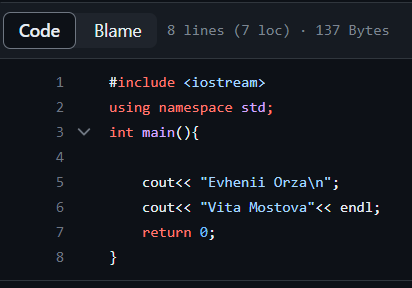 Code Blame 8 lines (7 loc) · 137 Bytes
1 #include <iostream>
2 using namespace std;
3 int main(){
4
5 cout<< "Evhenii Orza\n";
6 cout<< "Vita Mostova"<< endl;
7 return 0;
8 }